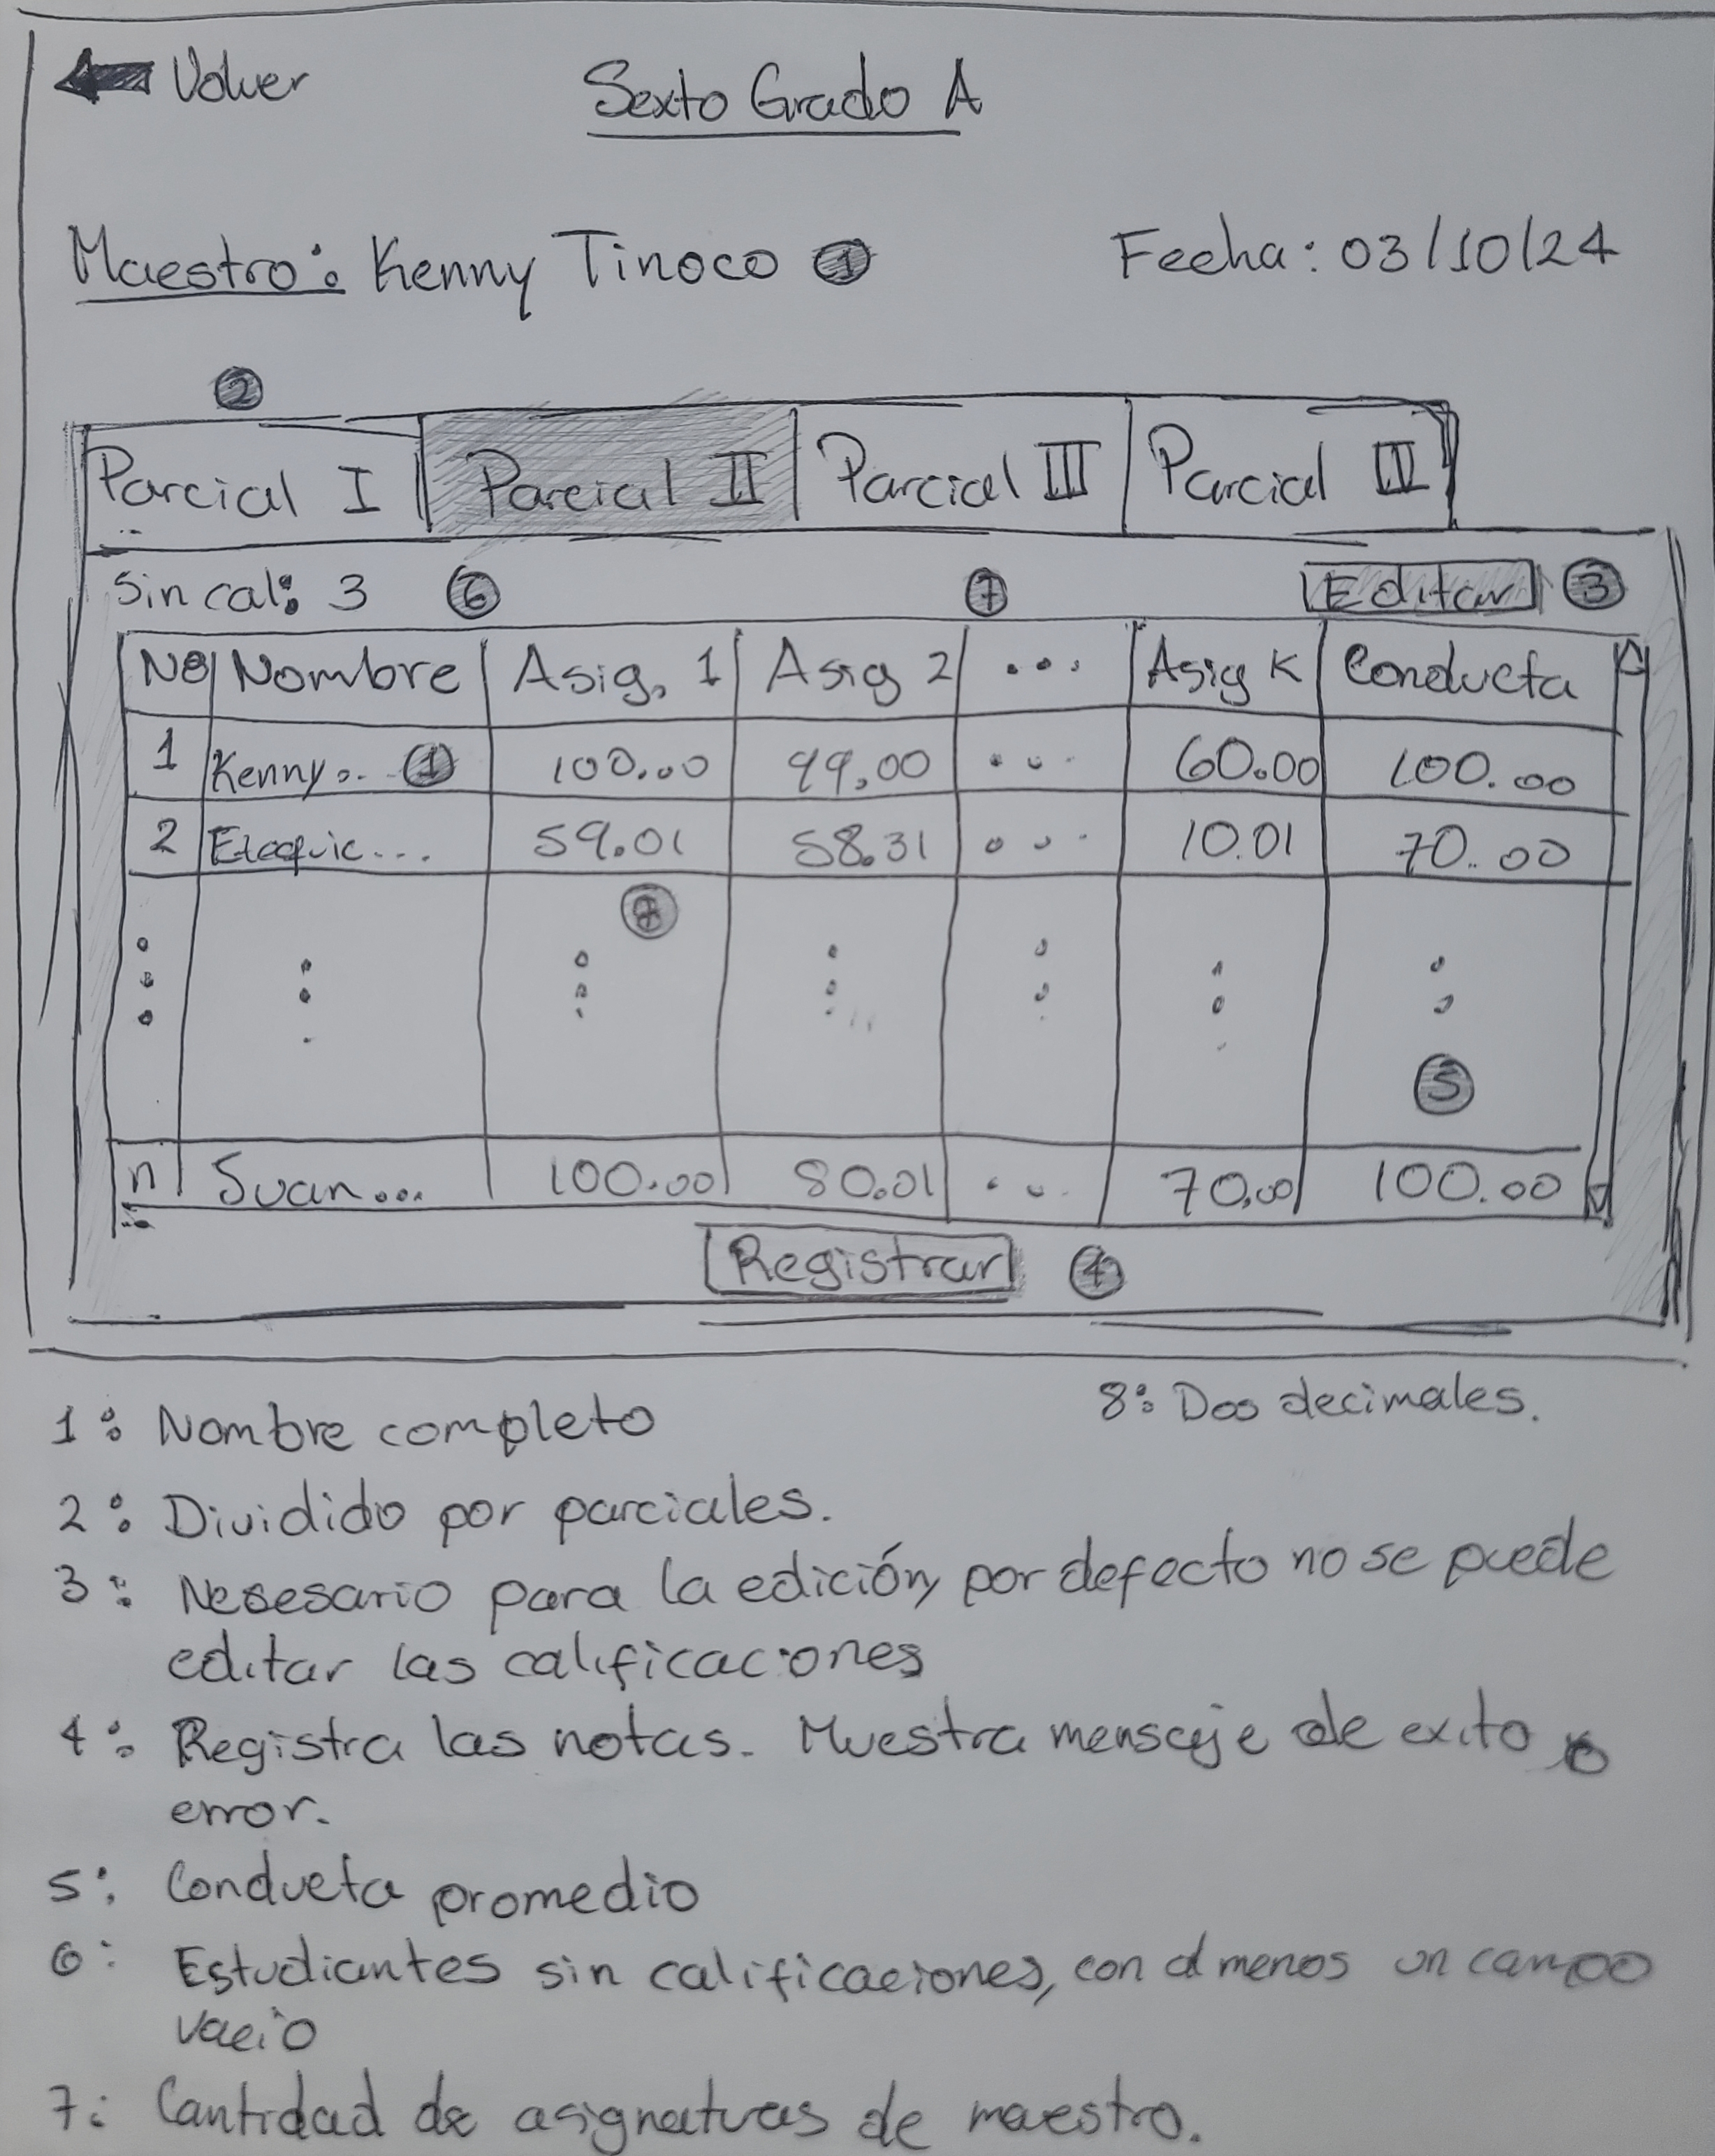 Volver
Sexto Grado A
Maestro: Kenny Tinoco 1
Fecha: 03/10/24
2
Parcial I Parcial II Parcial III Parcial
Sin cal: 3 6 7 Editar 3
Nº Nombre Asig. 1 Asig 2 ... Asig K Conducta
1 Kenny... 1 100.00 99.00 ... 60.00 100.00
2 59.01 58.31 ... 10.01 70.00
5
n Juan... 100.00 80.01 ... 70.00 100.00
Registrar 4
1: Nombre completo
8: Dos decimales.
2: Dividido por parciales.
3: Nesesario para la edición, por defecto no se puede
editar las calificaciones
4: Registra las notas. Muestra mensaje de exito o
error.
5: Conducta promedio
6: Estudiantes sin calificaciones, con al menos un campo
vacio
7: Cantidad de asignaturas de maestro.